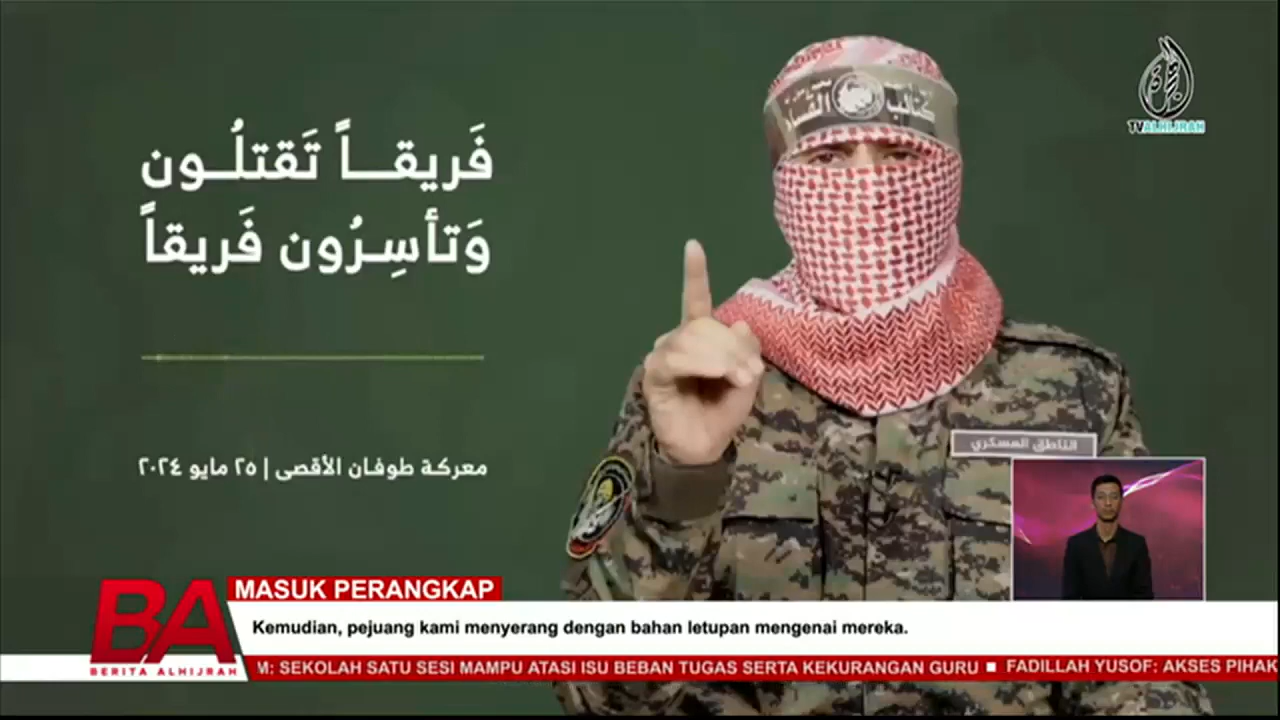 كتائب القسام
TV ALHIJRAH
فَريقاً تَقتلُون
وَتأسِرُون فَريقاً
معركة طوفان الأقصى | ٢٥ مايو ٢٠٢٤
الناطق العسكري
BA
BERITA ALHIJRAH
MASUK PERANGKAP
Kemudian, pejuang kami menyerang dengan bahan letupan mengenai mereka.
M: SEKOLAH SATU SESI MAMPU ATASI ISU BEBAN TUGAS SERTA KEKURANGAN GURU ■ FADILLAH YUSOF: AKSES PIHAK